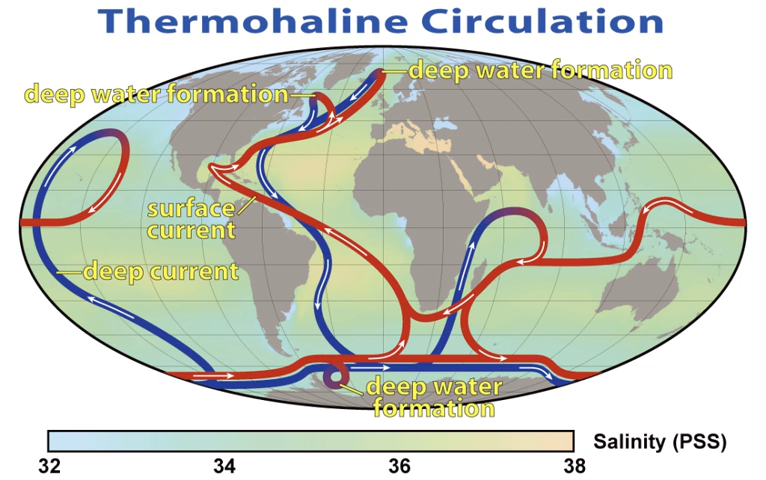 Thermohaline Circulation
deep water formation
deep water formation
surface
current
deep current
deep water
formation
Salinity (PSS)
32
34
36
38